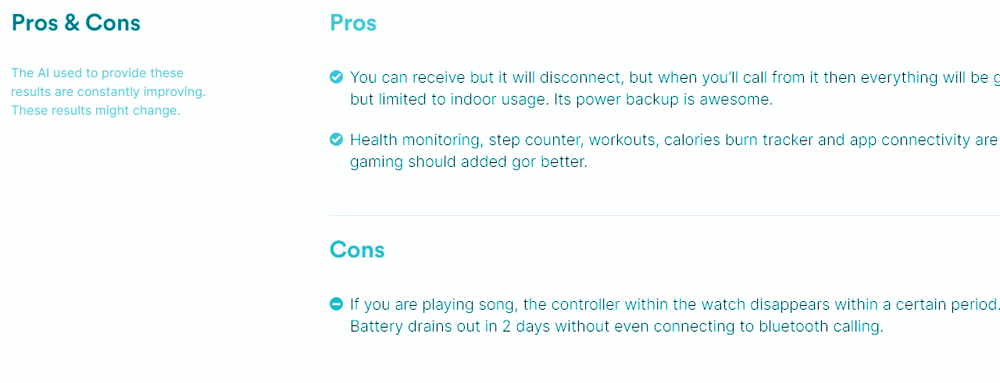 Pros & Cons
The AI used to provide these
results are constantly improving.
These results might change.
Pros
You can receive but it will disconnect, but when you’ll call from it then everything will be
but limited to indoor usage. Its power backup is awesome.
Health monitoring, step counter, workouts, calories burn tracker and app connectivity are
gaming should added gor better.
Cons
If you are playing song, the controller within the watch disappears within a certain period.
Battery drains out in 2 days without even connecting to bluetooth calling.